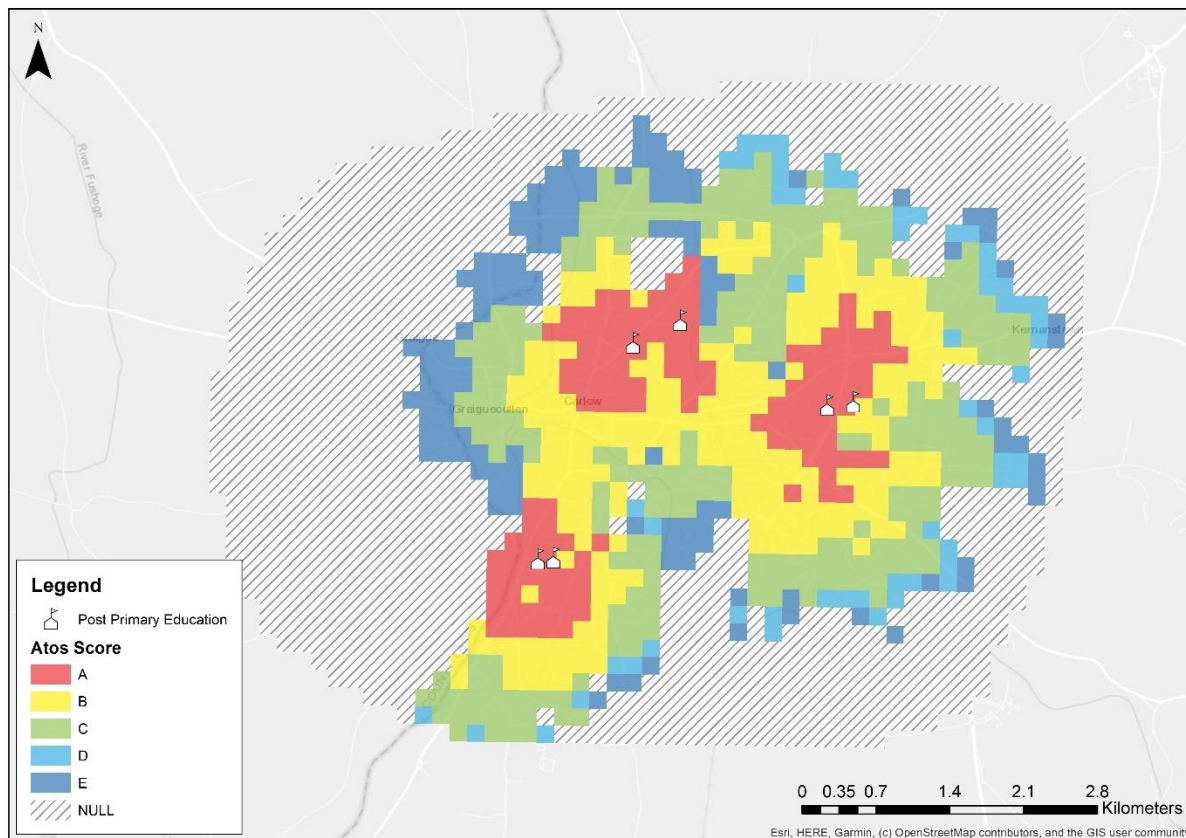 N
River Fushoge
Kernanstown
Graiguecullen
Carlow
Legend
Post Primary Education
Atos Score
A
B
C
D
E
NULL
0 0.35 0.7 1.4 2.1 2.8
Kilometers
Esri, HERE, Garmin, (c) OpenStreetMap contributors, and the GIS user community